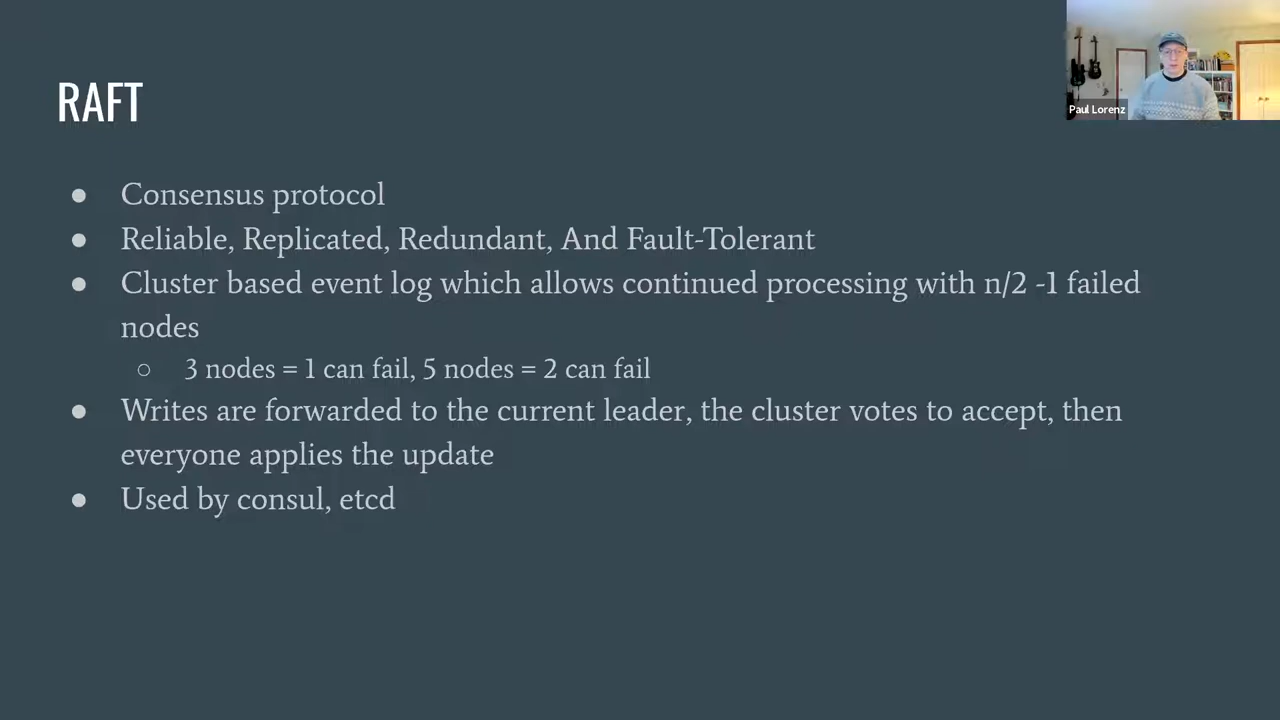 RAFT
Paul Lorenz
● Consensus protocol
● Reliable, Replicated, Redundant, And Fault-Tolerant
● Cluster based event log which allows continued processing with n/2 -1 failed
nodes
○ 3 nodes = 1 can fail, 5 nodes = 2 can fail
● Writes are forwarded to the current leader, the cluster votes to accept, then
everyone applies the update
● Used by consul, etcd